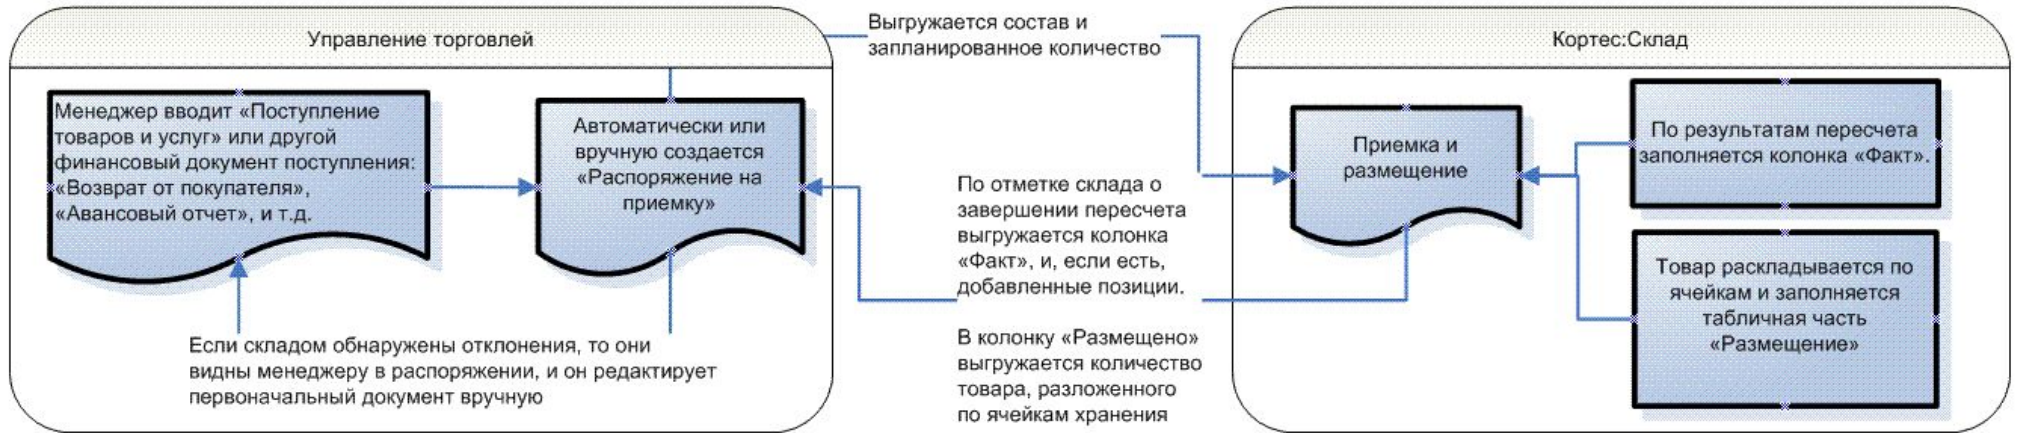 Управление торговлей
Менеджер вводит «Поступление
товаров и услуг» или другой
финансовый документ поступления:
«Возврат от покупателя»,
«Авансовый отчет», и т.д.
Автоматически или
вручную создается
«Распоряжение на
приемку»
Если складом обнаружены отклонения, то они
видны менеджеру в распоряжении, и он редактирует
первоначальный документ вручную
Выгружается состав и
запланированное количество
По отметке склада о
завершении пересчета
выгружается колонка
«Факт», и, если есть,
добавленные позиции.
В колонку «Размещено»
выгружается количество
товара, разложенного
по ячейкам хранения
Кортес:Склад
Приемка и
размещение
По результатам пересчета
заполняется колонка «Факт».
Товар раскладывается по
ячейкам и заполняется
табличная часть
«Размещение»